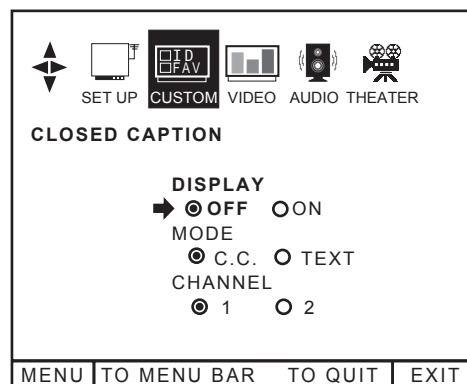 ID
FAV
SET UP CUSTOM VIDEO AUDIO THEATER
CLOSED CAPTION
DISPLAY
OFF ON
MODE
C.C. TEXT
CHANNEL
1 2
MENU TO MENU BAR TO QUIT EXIT